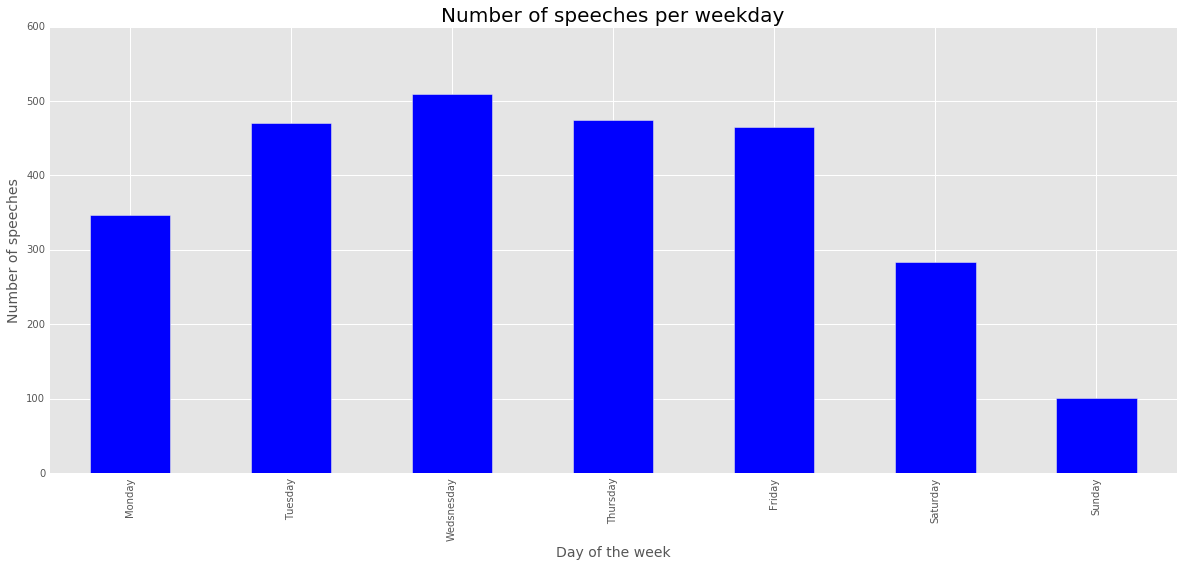 Number of speeches per weekday
600
500
400
300
200
100
0
Number of speeches
Monday
Tuesday
Wedsnesday
Thursday
Friday
Saturday
Sunday
Day of the week